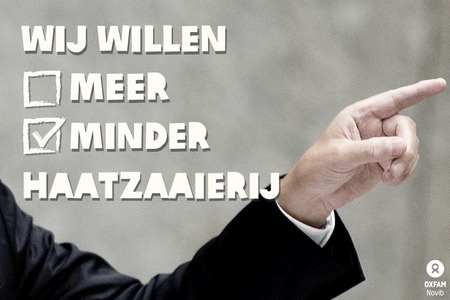 WIJ WILLEN
MEER
MINDER
HAATZAAIERIJ
OXFAM
Novib